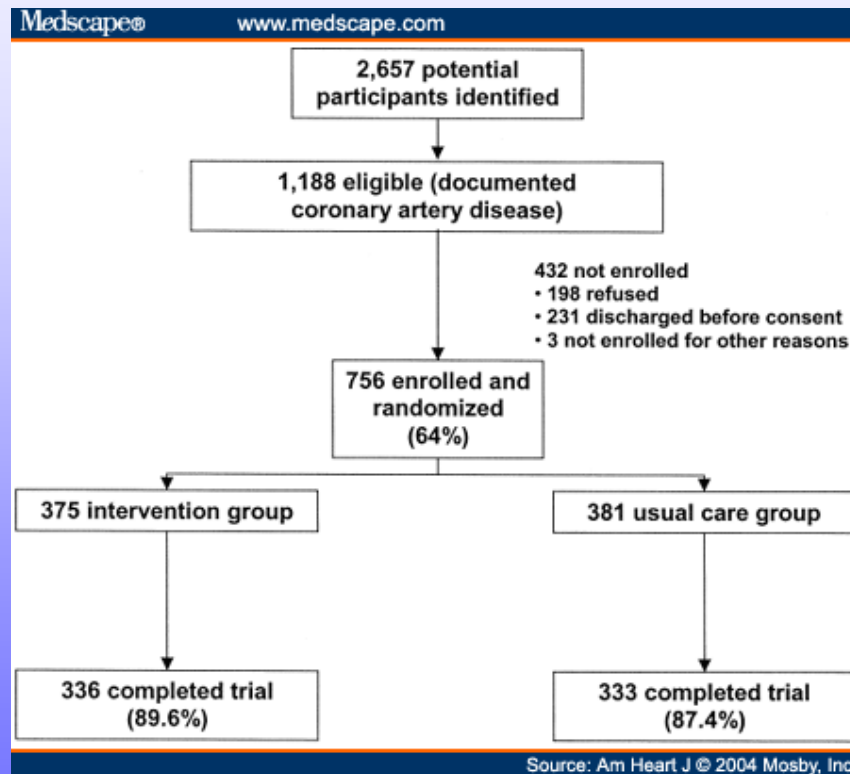 Medscape® www.medscape.com
2,657 potential
participants identified
1,188 eligible (documented
coronary artery disease)
432 not enrolled
• 198 refused
• 231 discharged before consent
• 3 not enrolled for other reasons
756 enrolled and
randomized
(64%)
375 intervention group
381 usual care group
336 completed trial
(89.6%)
333 completed trial
(87.4%)
Source: Am Heart J © 2004 Mosby, Inc